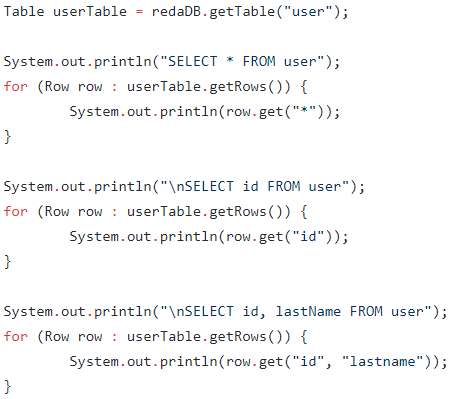 Table userTable = redaDB.getTable("user");

System.out.println("SELECT * FROM user");
for (Row row : userTable.getRows()) {
        System.out.println(row.get("*"));
}

System.out.println("\nSELECT id FROM user");
for (Row row : userTable.getRows()) {
        System.out.println(row.get("id"));
}

System.out.println("\nSELECT id, lastName FROM user");
for (Row row : userTable.getRows()) {
        System.out.println(row.get("id", "lastname"));
}